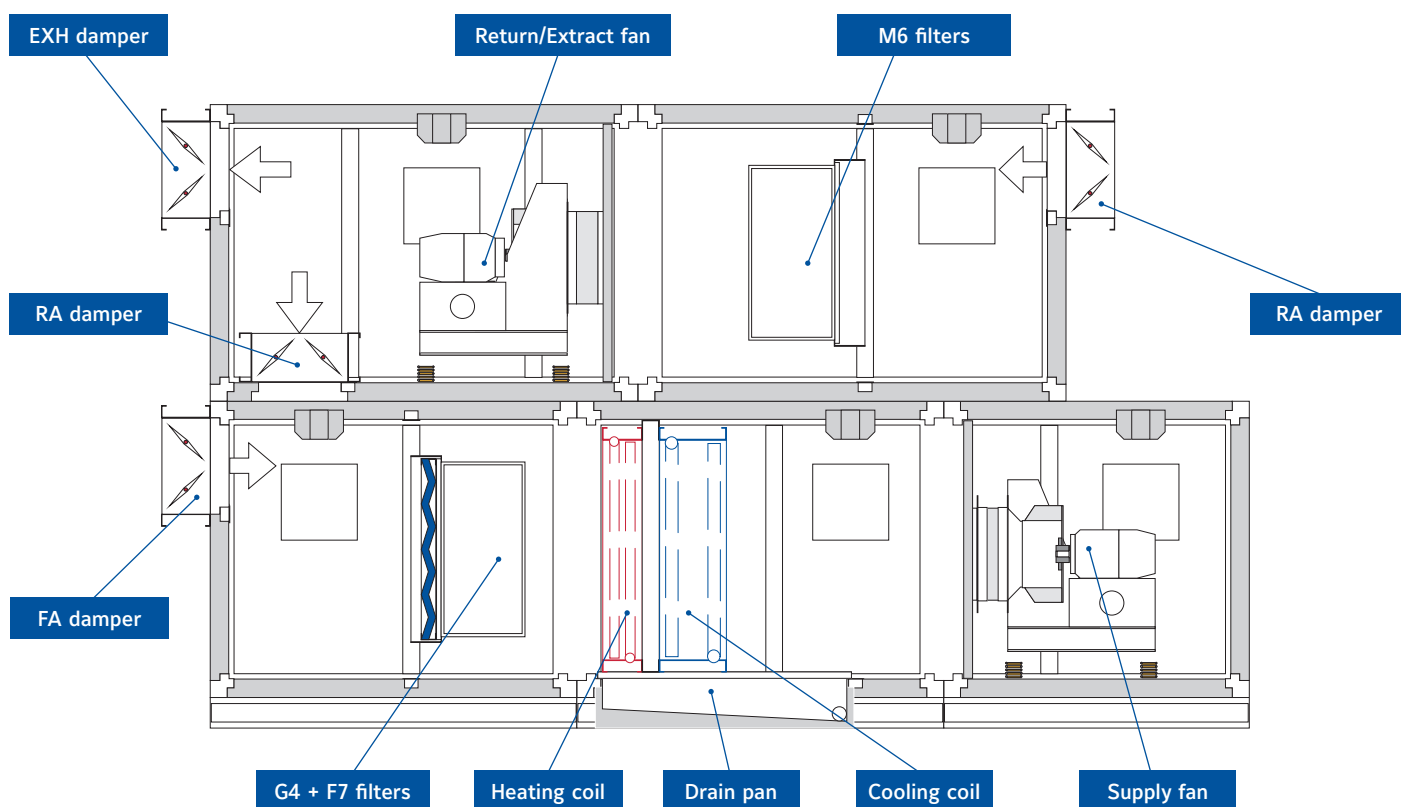 EXH damper
Return/Extract fan
M6 filters
RA damper
RA damper
FA damper
G4 + F7 filters
Heating coil
Drain pan
Cooling coil
Supply fan